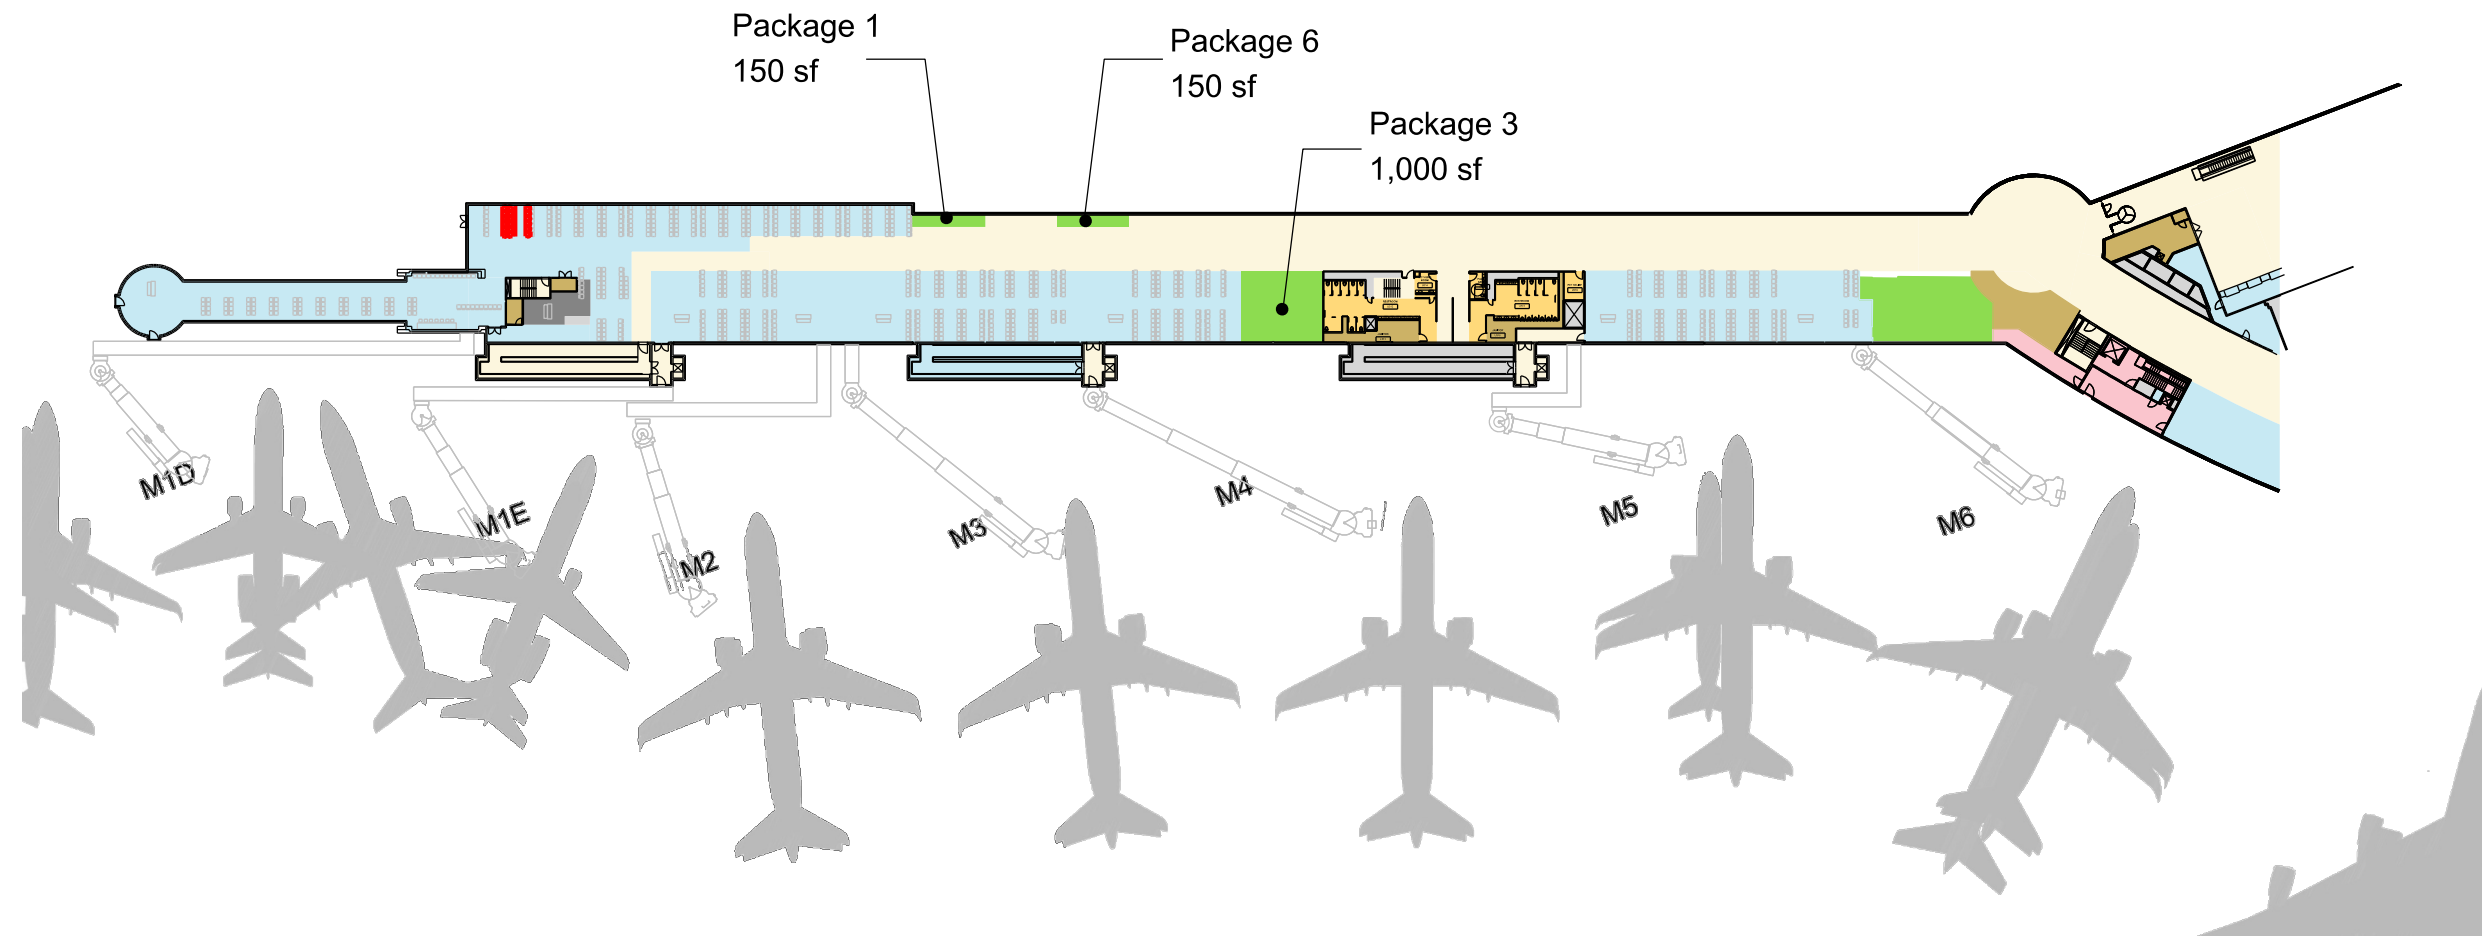 Package 1
150 sf
Package 6
150 sf
Package 3
1,000 sf
M1D
M1E
M2
M3
M4
M5
M6